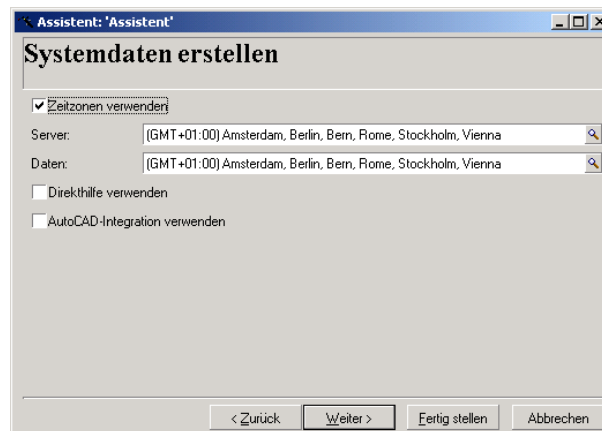 Assistent: 'Assistent'
Systemdaten erstellen
Zeitzonen verwenden
Server: (GMT+01:00) Amsterdam, Berlin, Bern, Rome, Stockholm, Vienna
Daten: (GMT+01:00) Amsterdam, Berlin, Bern, Rome, Stockholm, Vienna
Direkthilfe verwenden
AutoCAD-Integration verwenden
< Zurück Weiter > Fertig stellen Abbrechen